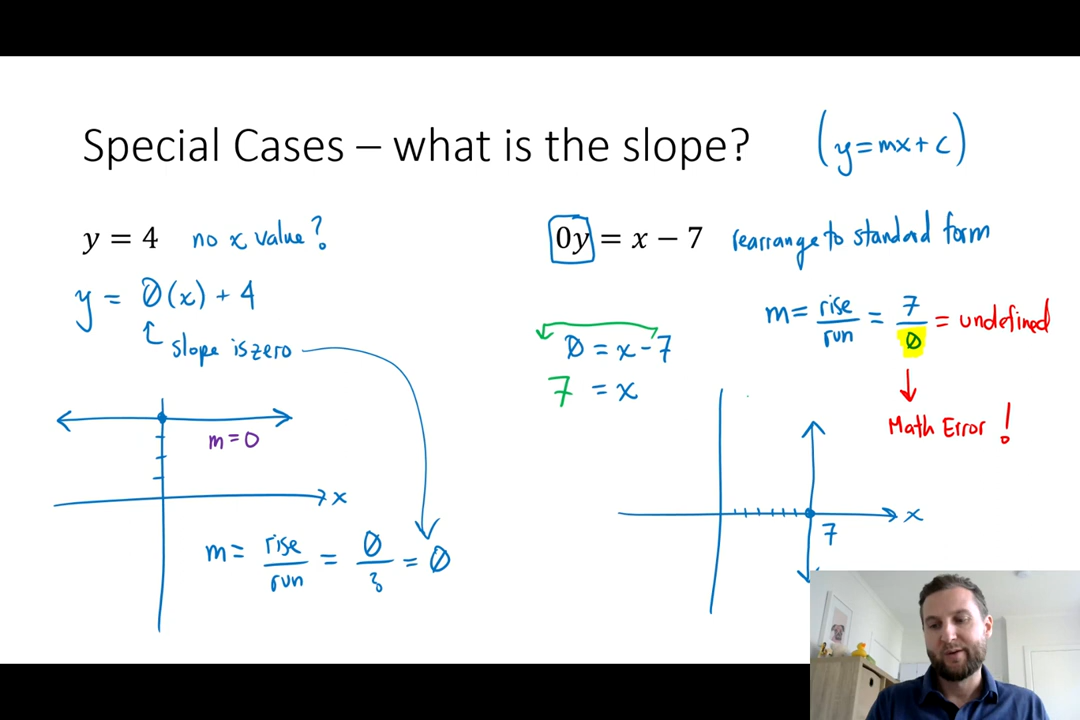 Special Cases – what is the slope? (y=mx+c)
y = 4 no x value?
y = 0(x) + 4
slope is zero
m=0
x
m= rise/run = 0/3 = 0
0y = x − 7 rearrange to standard form
m= rise/run = 7/0 = undefined
0 = x-7
7 = x
Math Error !
x
7